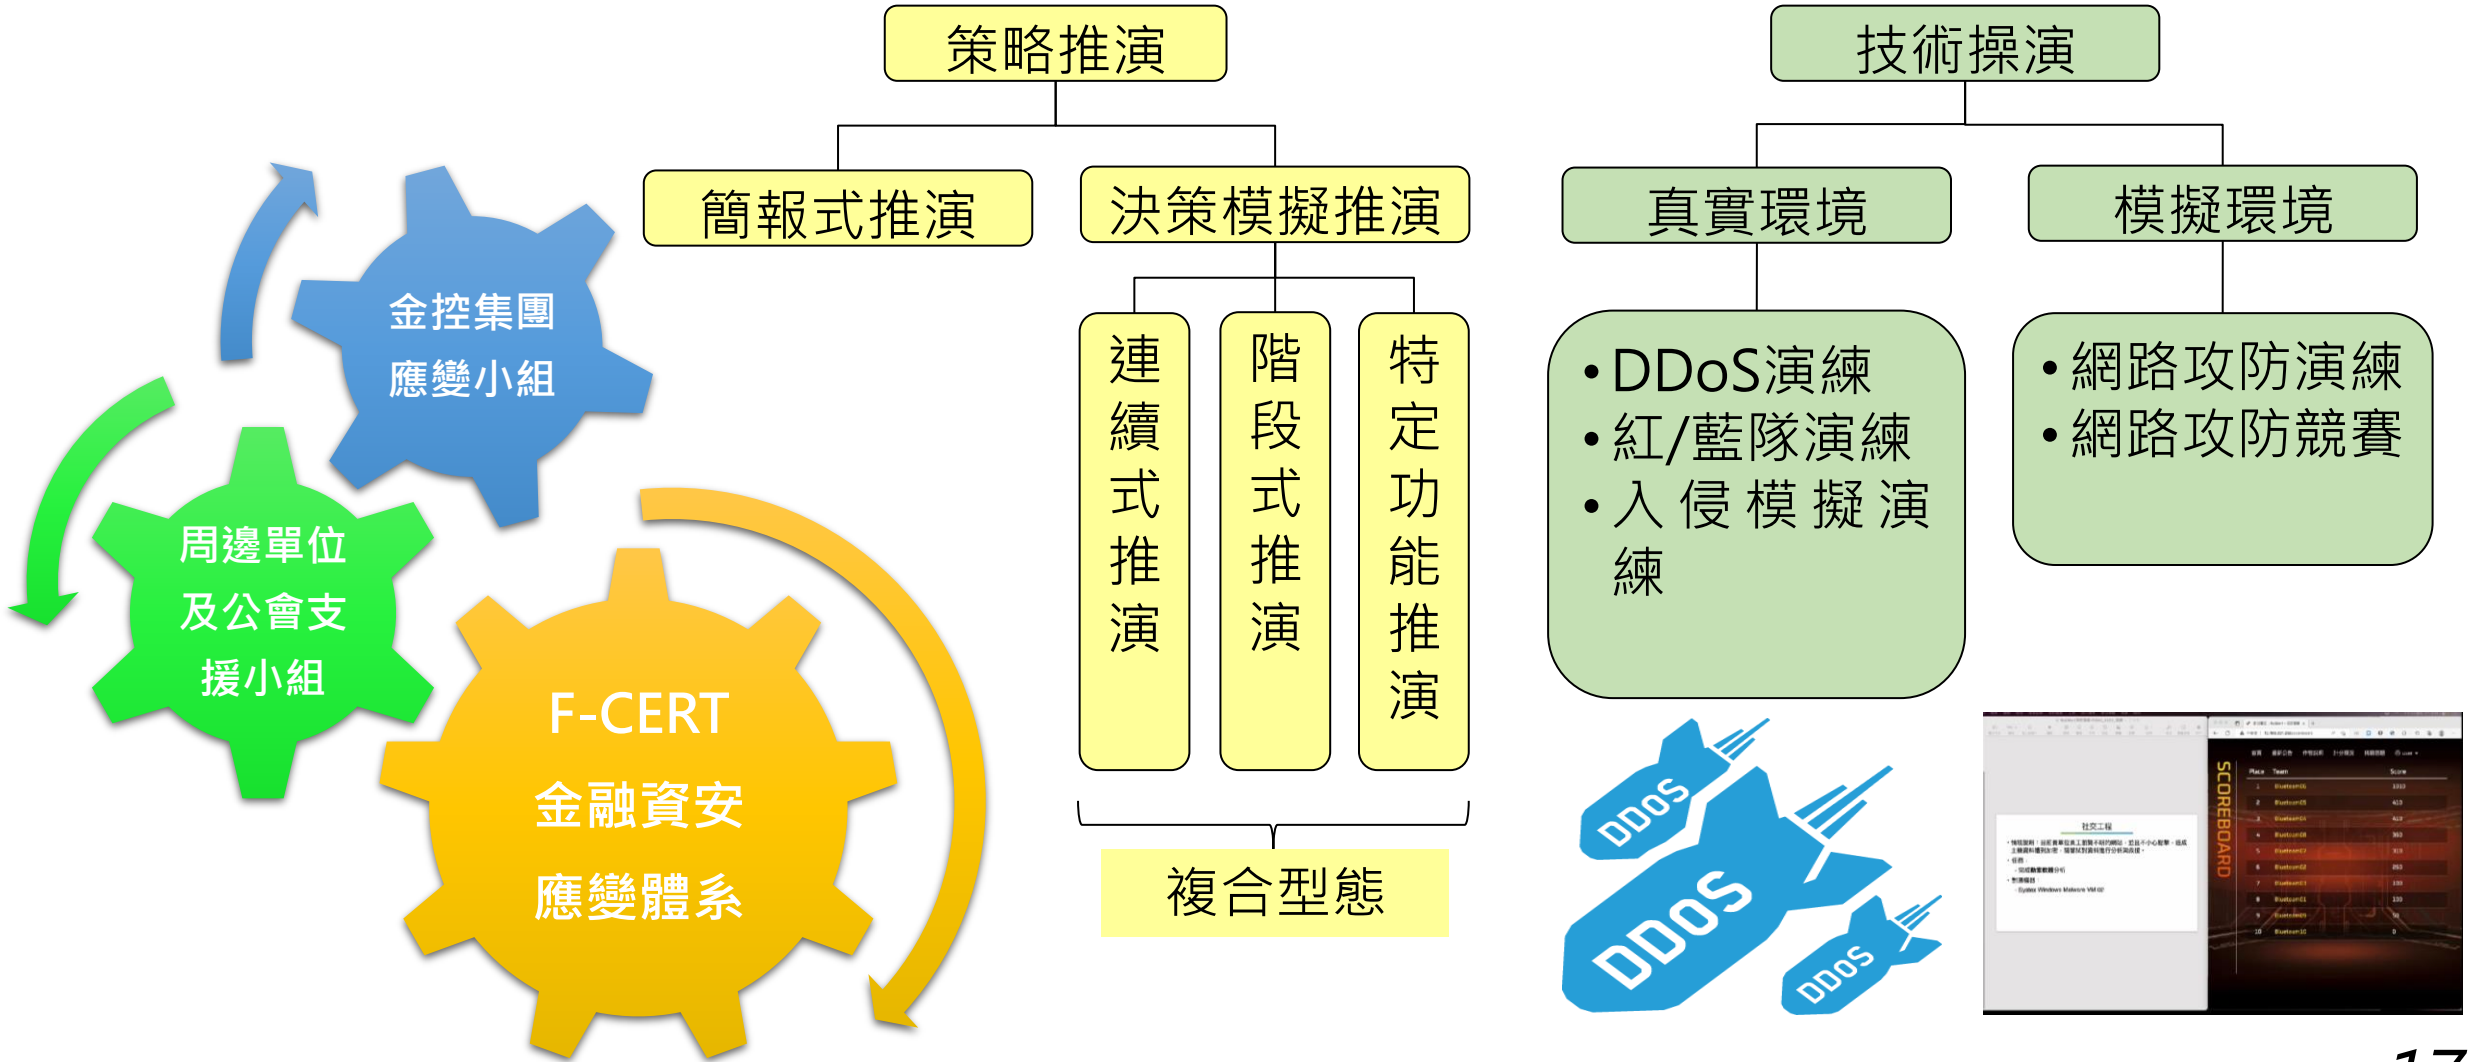 策略推演
簡報式推演
決策模擬推演
連續式推演
階段式推演
特定功能推演
複合型態
技術操演
真實環境
模擬環境
•DDoS演練
•紅/藍隊演練
•入侵模擬演
練
•網路攻防演練
•網路攻防競賽
金控集團
應變小組
周邊單位
及公會支
援小組
F-CERT
金融資安
應變體系
DDOS
DDOS
DDOS
社交工程
SCOREBOARD
Place Team Score
17